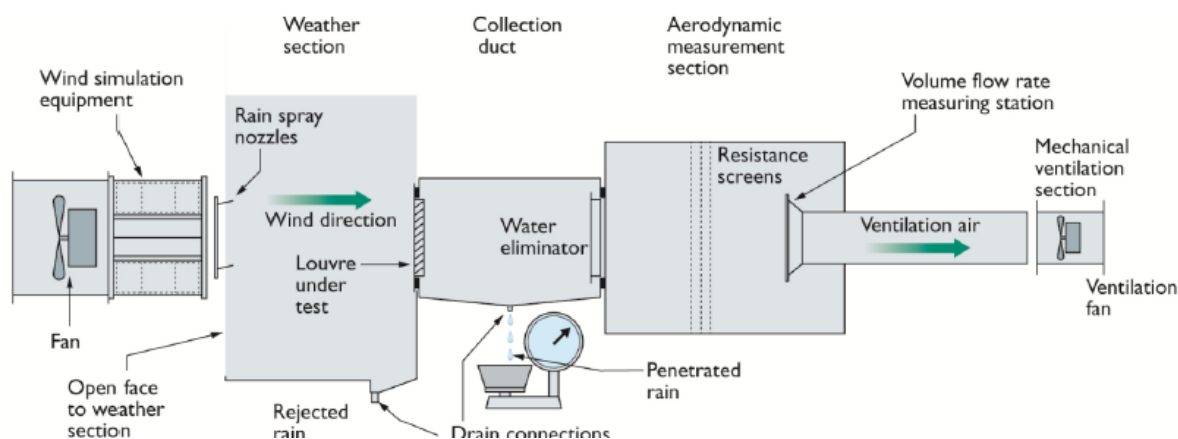 Weather
section
Collection
duct
Aerodynamic
measurement
section
Wind simulation
equipment
Rain spray
nozzles
Volume flow rate
measuring station
Mechanical
ventilation
section
Resistance
screens
Wind direction
Water
eliminator
Ventilation air
Louvre
under
test
Ventilation
fan
Fan
Open face
to weather
section
Penetrated
rain
Rejected
rain
Drain connections